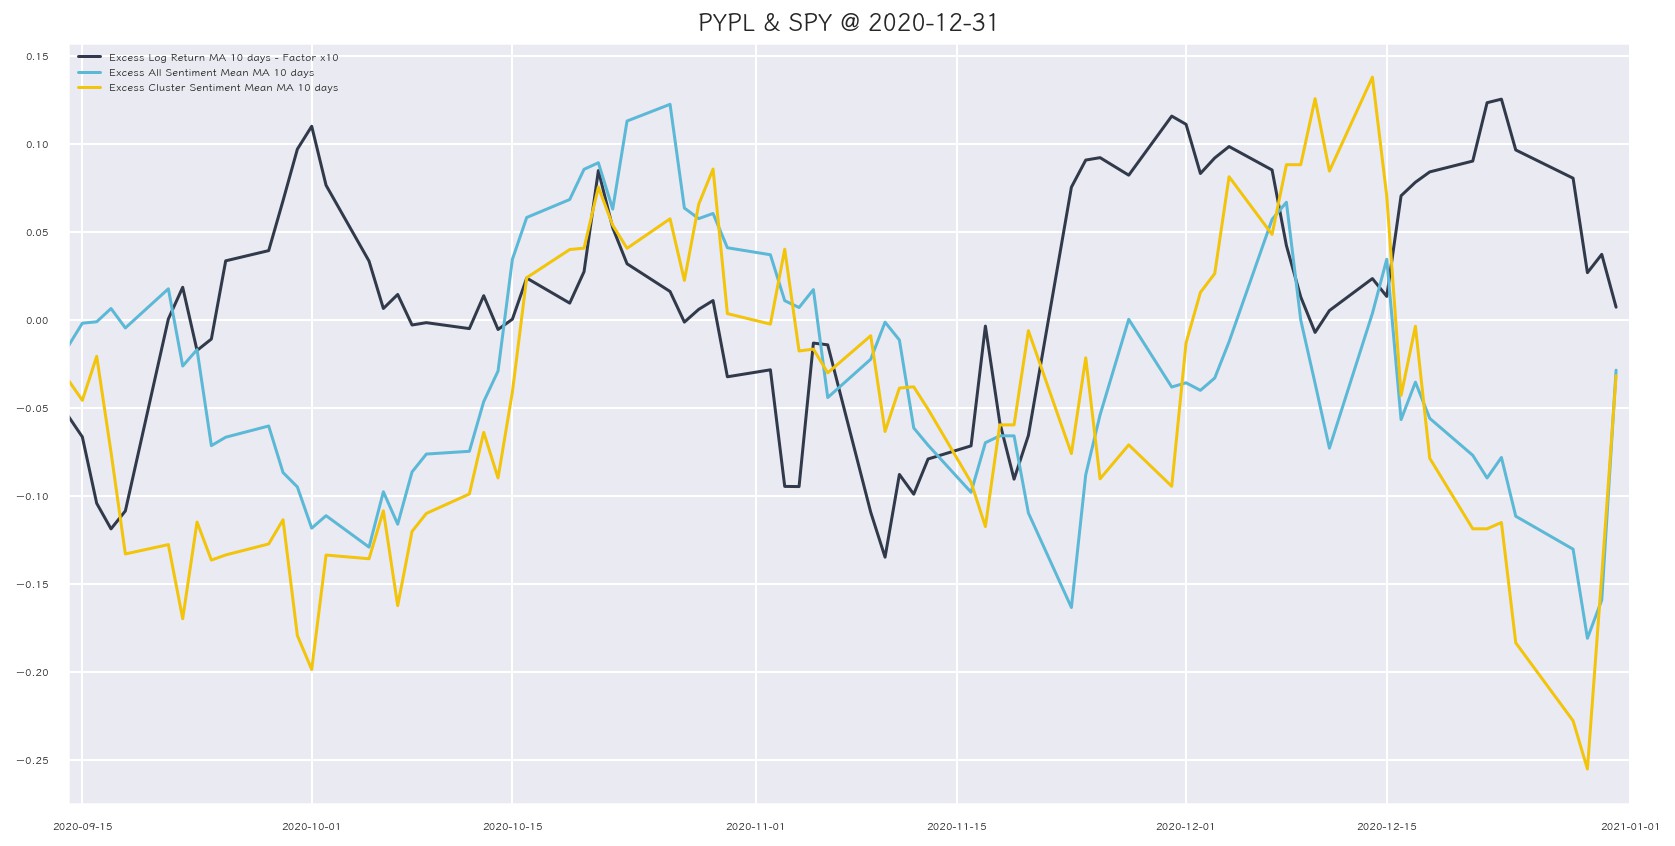 PYPL & SPY @ 2020-12-31
Excess Log Return MA 10 days - Factor x10
Excess All Sentiment Mean MA 10 days
Excess Cluster Sentiment Mean MA 10 days
0.15
0.10
0.05
0.00
−0.05
−0.10
−0.15
−0.20
−0.25
2020-09-15 2020-10-01 2020-10-15 2020-11-01 2020-11-15 2020-12-01 2020-12-15 2021-01-01